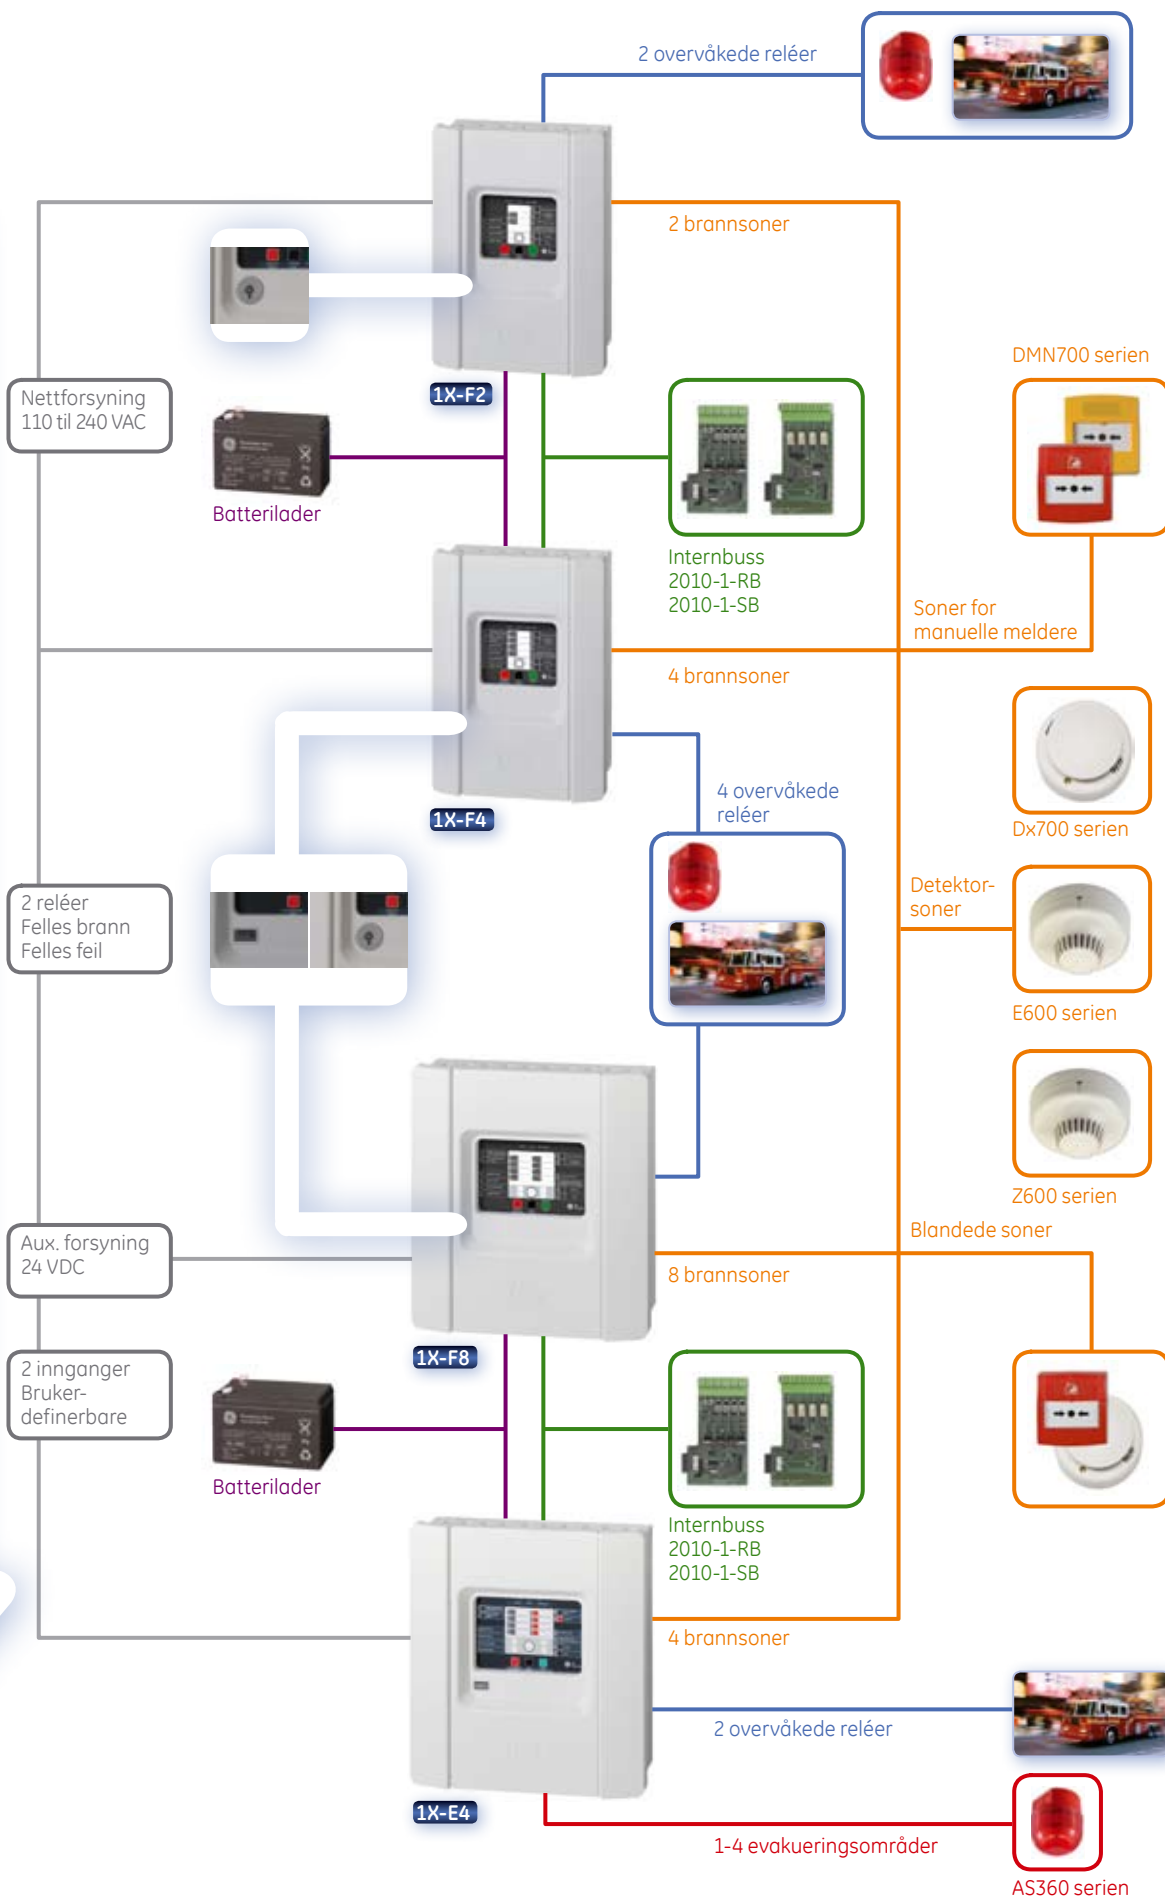 2 overvåkede reléer
2 brannsoner
DMN700 serien
Nettforsyning
110 til 240 VAC
1X-F2
Batterilader
Internbuss
2010-1-RB
2010-1-SB
Soner for
manuelle meldere
4 brannsoner
4 overvåkede
reléer
1X-F4
Dx700 serien
2 reléer
Felles brann
Felles feil
Detektor-
soner
E600 serien
Z600 serien
Aux. forsyning
24 VDC
Blandede soner
8 brannsoner
1X-F8
2 innganger
Bruker-
definerbare
Batterilader
Internbuss
2010-1-RB
2010-1-SB
4 brannsoner
2 overvåkede reléer
1X-E4
1-4 evakueringsområder
AS360 serien